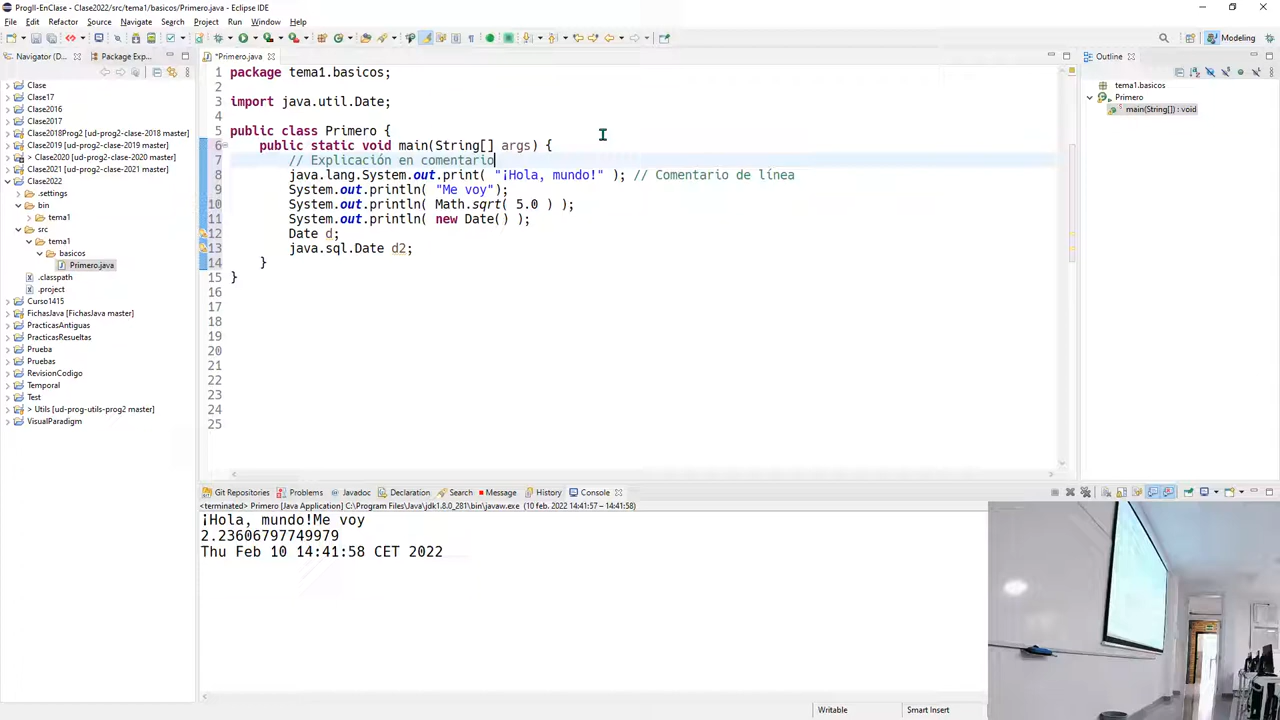 ProgII-EnClase - Clase2022/src/tema1/basicos/Primero.java - Eclipse IDE
File Edit Refactor Source Navigate Search Project Run Window Help
Modeling
Navigator (D...
Package Exp...
*Primero.java
Outline
Clase
Clase17
Clase2016
Clase2017
Clase2018Prog2 [ud-prog2-clase-2018 master]
Clase2019 [ud-prog2-clase-2019 master]
> Clase2020 [ud-prog2-clase-2020 master]
Clase2021 [ud-prog2-clase-2021 master]
Clase2022
.settings
bin
tema1
src
tema1
basicos
Primero.java
.classpath
.project
Curso1415
FichasJava [FichasJava master]
PracticasAntiguas
PracticasResueltas
Prueba
Pruebas
RevisionCodigo
Temporal
Test
> Utils [ud-prog-utils-prog2 master]
VisualParadigm
1 package tema1.basicos;
2
3 import java.util.Date;
4
5 public class Primero {
6 public static void main(String[] args) {
7 // Explicación en comentario
8 java.lang.System.out.print( "¡Hola, mundo!" ); // Comentario de línea
9 System.out.println( "Me voy");
10 System.out.println( Math.sqrt( 5.0 ) );
11 System.out.println( new Date() );
12 Date d;
13 java.sql.Date d2;
14 }
15 }
16
17
18
19
20
21
22
23
24
25
tema1.basicos
Primero
main(String[]) : void
Git Repositories Problems Javadoc Declaration Search Message History Console
<terminated> Primero [Java Application] C:\Program Files\Java\jdk1.8.0_281\bin\javaw.exe (10 feb. 2022 14:41:57 – 14:41:58)
¡Hola, mundo!Me voy
2.23606797749979
Thu Feb 10 14:41:58 CET 2022
Writable
Smart Insert